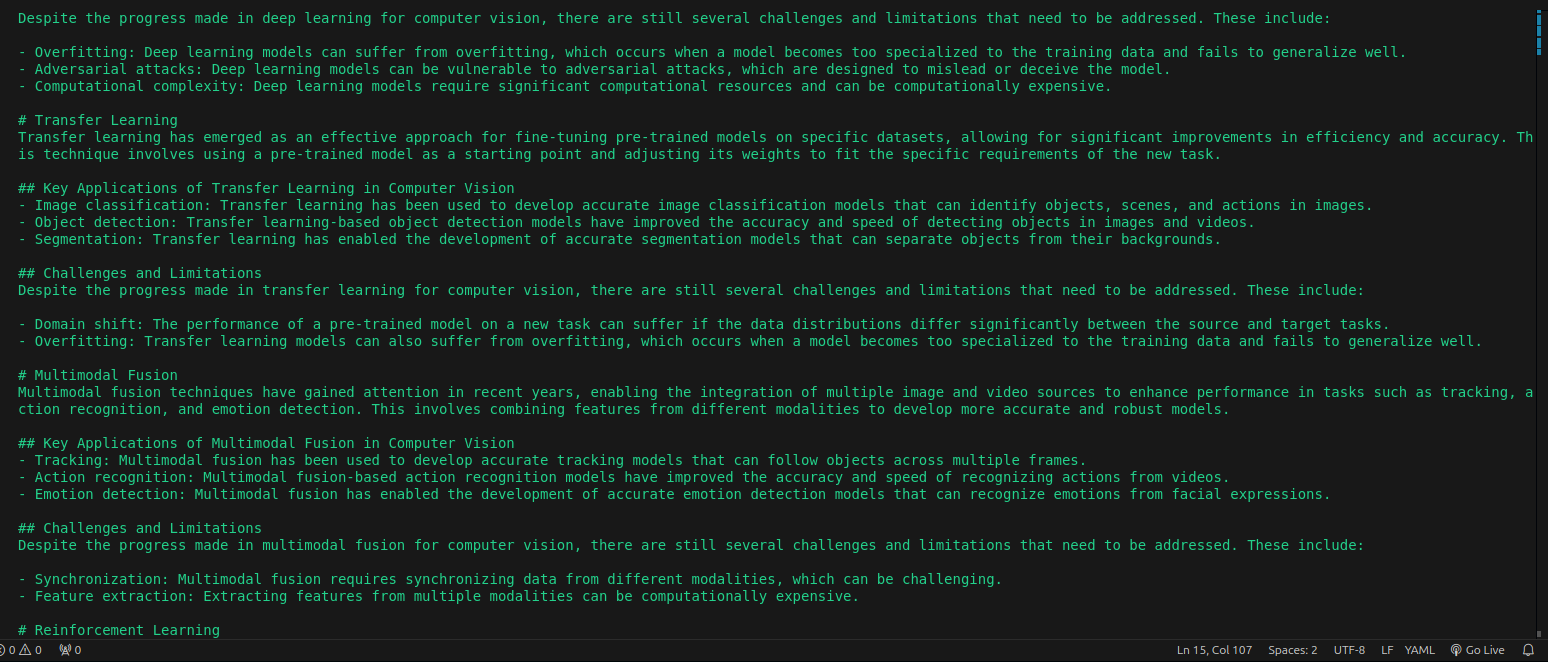 Despite the progress made in deep learning for computer vision, there are still several challenges and limitations that need to be addressed. These include:
- Overfitting: Deep learning models can suffer from overfitting, which occurs when a model becomes too specialized to the training data and fails to generalize well.
- Adversarial attacks: Deep learning models can be vulnerable to adversarial attacks, which are designed to mislead or deceive the model.
- Computational complexity: Deep learning models require significant computational resources and can be computationally expensive.
# Transfer Learning
Transfer learning has emerged as an effective approach for fine-tuning pre-trained models on specific datasets, allowing for significant improvements in efficiency and accuracy. Th
is technique involves using a pre-trained model as a starting point and adjusting its weights to fit the specific requirements of the new task.
## Key Applications of Transfer Learning in Computer Vision
- Image classification: Transfer learning has been used to develop accurate image classification models that can identify objects, scenes, and actions in images.
- Object detection: Transfer learning-based object detection models have improved the accuracy and speed of detecting objects in images and videos.
- Segmentation: Transfer learning has enabled the development of accurate segmentation models that can separate objects from their backgrounds.
## Challenges and Limitations
Despite the progress made in transfer learning for computer vision, there are still several challenges and limitations that need to be addressed. These include:
- Domain shift: The performance of a pre-trained model on a new task can suffer if the data distributions differ significantly between the source and target tasks.
- Overfitting: Transfer learning models can also suffer from overfitting, which occurs when a model becomes too specialized to the training data and fails to generalize well.
# Multimodal Fusion
Multimodal fusion techniques have gained attention in recent years, enabling the integration of multiple image and video sources to enhance performance in tasks such as tracking, a
ction recognition, and emotion detection. This involves combining features from different modalities to develop more accurate and robust models.
## Key Applications of Multimodal Fusion in Computer Vision
- Tracking: Multimodal fusion has been used to develop accurate tracking models that can follow objects across multiple frames.
- Action recognition: Multimodal fusion-based action recognition models have improved the accuracy and speed of recognizing actions from videos.
- Emotion detection: Multimodal fusion has enabled the development of accurate emotion detection models that can recognize emotions from facial expressions.
## Challenges and Limitations
Despite the progress made in multimodal fusion for computer vision, there are still several challenges and limitations that need to be addressed. These include:
- Synchronization: Multimodal fusion requires synchronizing data from different modalities, which can be challenging.
- Feature extraction: Extracting features from multiple modalities can be computationally expensive.
# Reinforcement Learning
0 0 0 Ln 15, Col 107 Spaces: 2 UTF-8 LF YAML Go Live